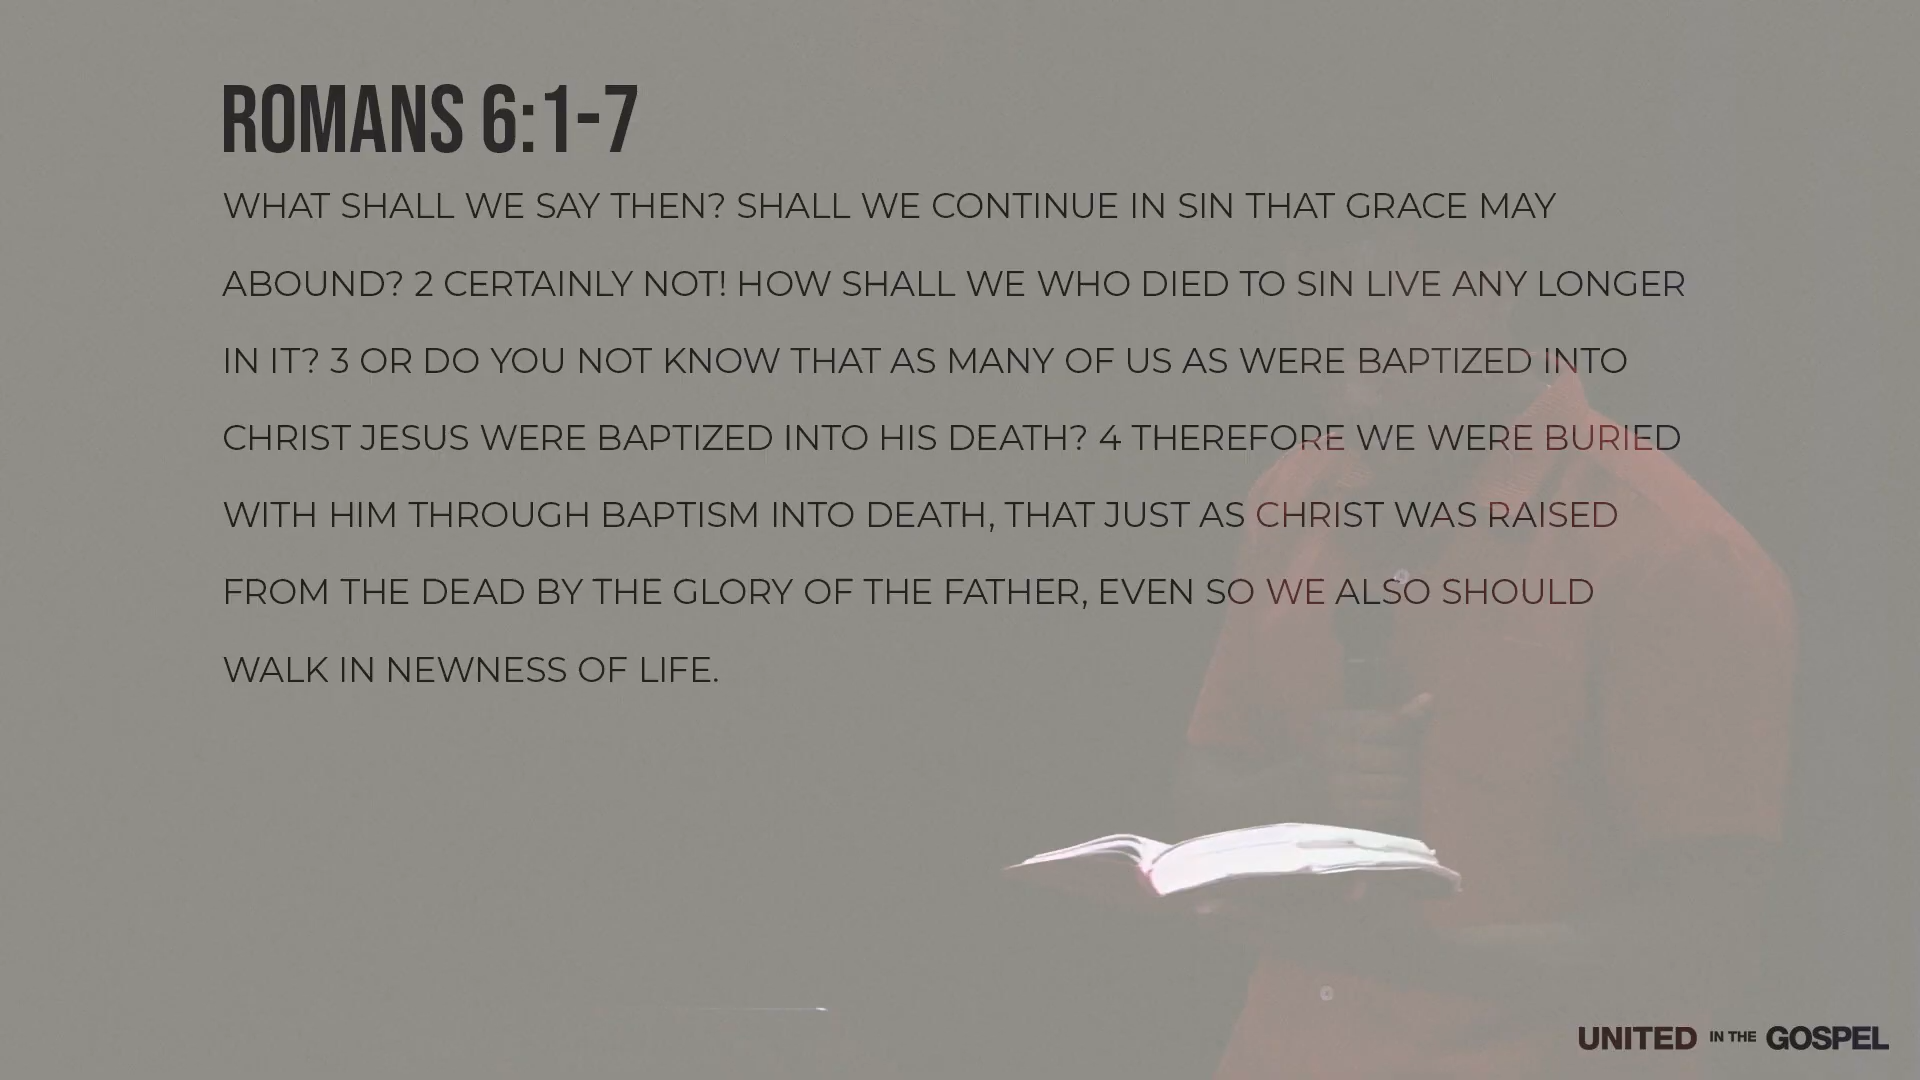 ROMANS 6:1-7
WHAT SHALL WE SAY THEN? SHALL WE CONTINUE IN SIN THAT GRACE MAY
ABOUND? 2 CERTAINLY NOT! HOW SHALL WE WHO DIED TO SIN LIVE ANY LONGER
IN IT? 3 OR DO YOU NOT KNOW THAT AS MANY OF US AS WERE BAPTIZED INTO
CHRIST JESUS WERE BAPTIZED INTO HIS DEATH? 4 THEREFORE WE WERE BURIED
WITH HIM THROUGH BAPTISM INTO DEATH, THAT JUST AS CHRIST WAS RAISED
FROM THE DEAD BY THE GLORY OF THE FATHER, EVEN SO WE ALSO SHOULD
WALK IN NEWNESS OF LIFE.
UNITED IN THE GOSPEL